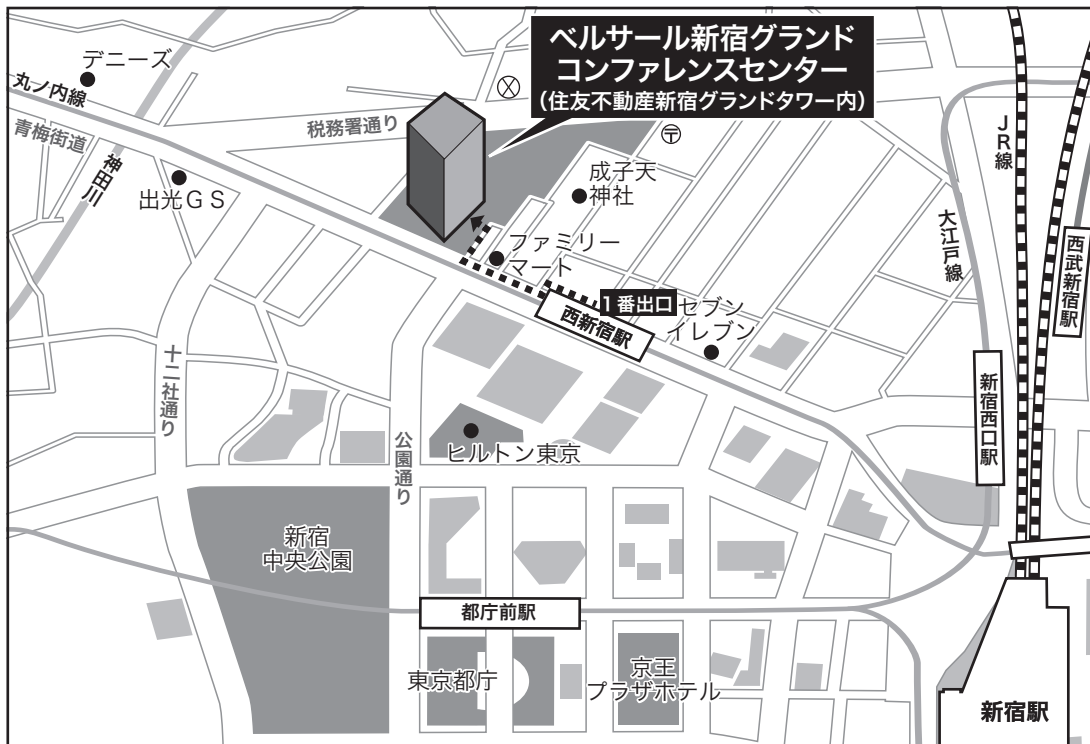 ベルサール新宿グランド
コンファレンスセンター
(住友不動産新宿グランドタワー内)
デニーズ
丸ノ内線
青梅街道
税務署通り
神田川
出光GS
〒
成子天
神社
ファミリー
マート
1番出口
セブン
イレブン
西新宿駅
JR線
大江戸線
西武新宿駅
新宿西口駅
十二社通り
公園通り
ヒルトン東京
新宿
中央公園
都庁前駅
東京都庁
京王
プラザホテル
新宿駅